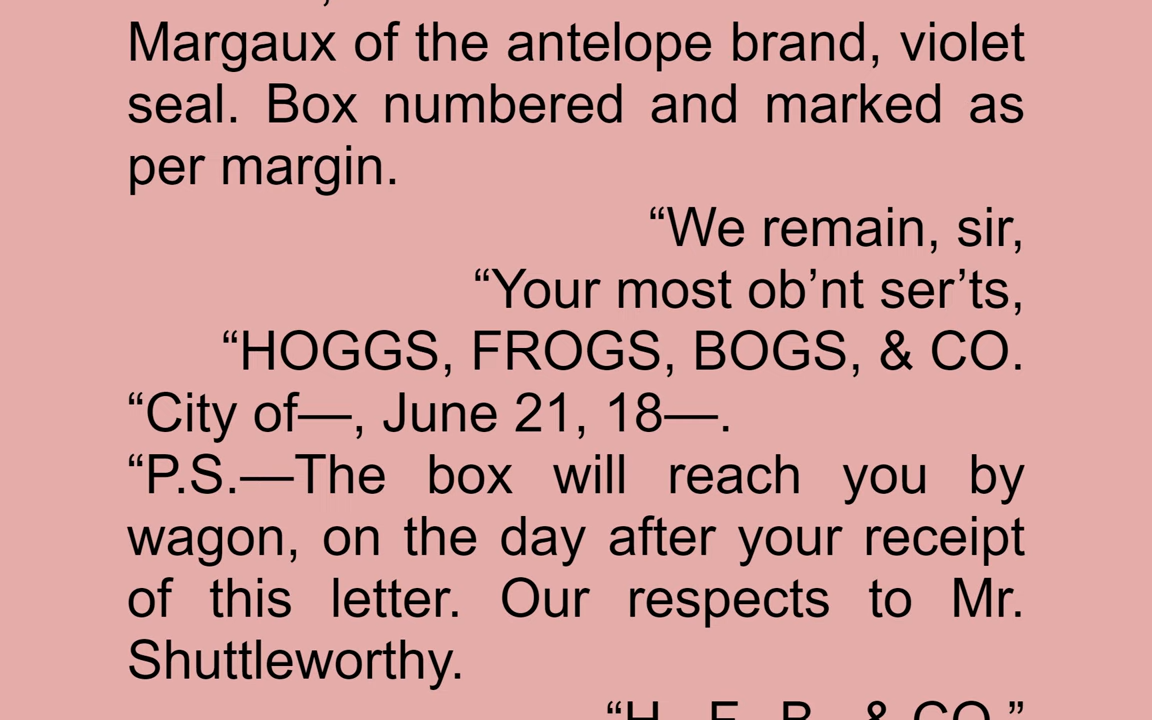 Margaux of the antelope brand, violet
seal. Box numbered and marked as
per margin.
“We remain, sir,
“Your most ob’nt ser’ts,
“HOGGS, FROGS, BOGS, & CO.
“City of—, June 21, 18—.
“P.S.—The box will reach you by
wagon, on the day after your receipt
of this letter. Our respects to Mr.
Shuttleworthy.
“H., F., B., & CO.”